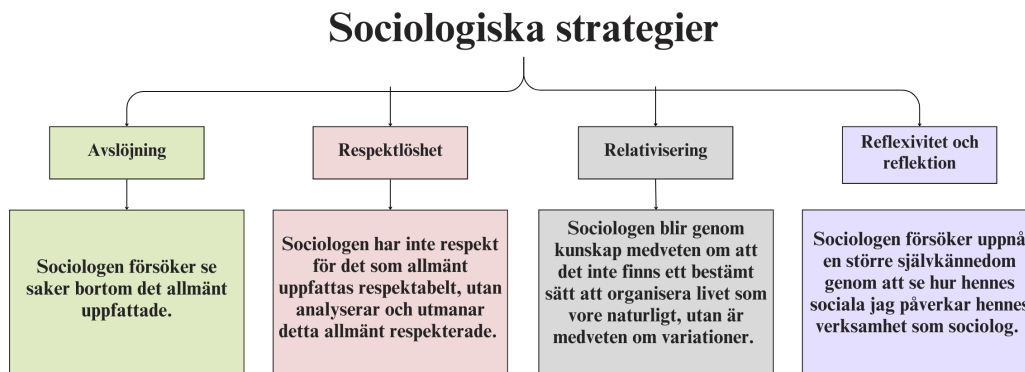 Sociologiska strategier
Avslöjning
Respektlöshet
Relativisering
Reflexivitet och
reflektion
Sociologen försöker se
saker bortom det allmänt
uppfattade.
Sociologen har inte respekt
för det som allmänt
uppfattas respektabelt, utan
analyserar och utmanar
detta allmänt respekterade.
Sociologen blir genom
kunskap medveten om att
det inte finns ett bestämt
sätt att organisera livet som
vore naturligt, utan är
medveten om variationer.
Sociologen försöker uppnå
en större självkännedom
genom att se hur hennes
sociala jag påverkar hennes
verksamhet som sociolog.